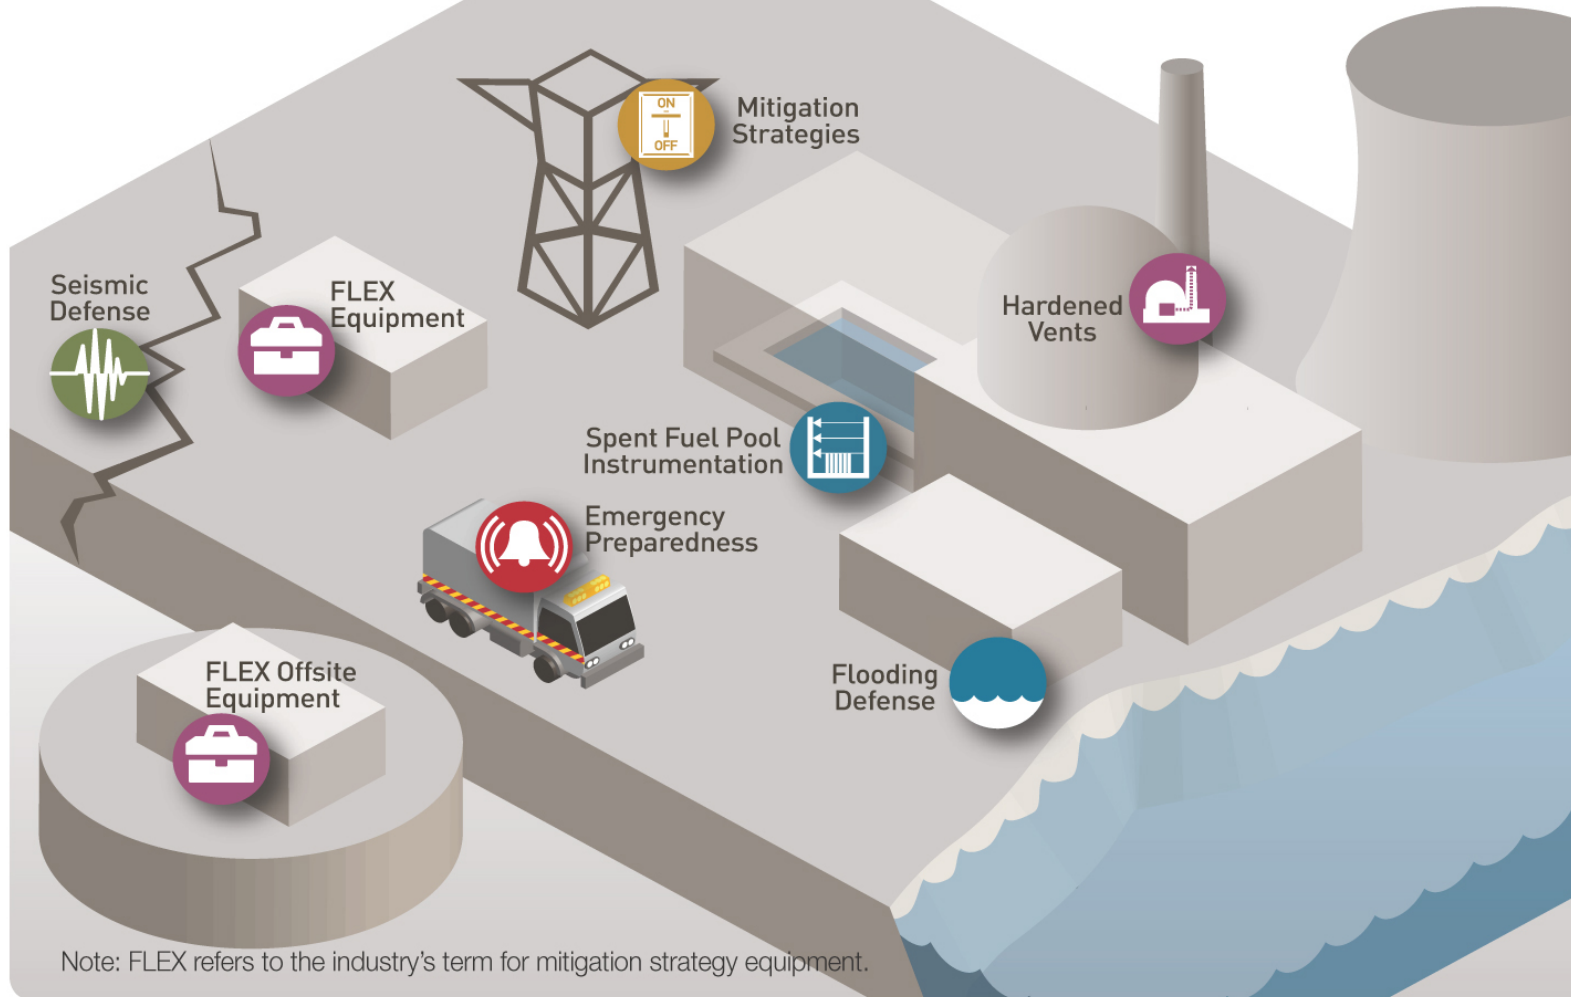 ON
OFF
Mitigation
Strategies
Seismic
Defense
FLEX
Equipment
Hardened
Vents
Spent Fuel Pool
Instrumentation
Emergency
Preparedness
FLEX Offsite
Equipment
Flooding
Defense
Note: FLEX refers to the industry's term for mitigation strategy equipment.